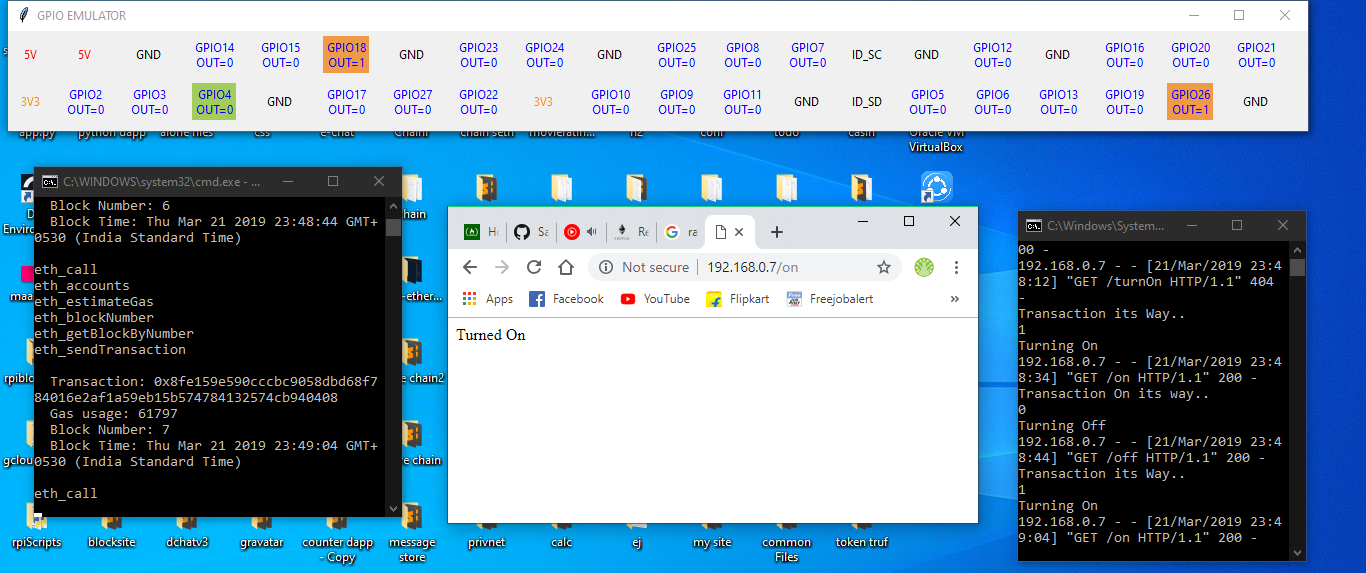 GPIO EMULATOR
5V 5V GND GPIO14 GPIO15 GPIO18 GND GPIO23 GPIO24 GND GPIO25 GPIO8 GPIO7 ID_SC GND GPIO12 GND GPIO16 GPIO20 GPIO21
OUT=0 OUT=0 OUT=1 OUT=0 OUT=0 OUT=0 OUT=0 OUT=0 OUT=0 OUT=0 OUT=0 OUT=0
3V3 GPIO2 GPIO3 GPIO4 GND GPIO17 GPIO27 GPIO22 3V3 GPIO10 GPIO9 GPIO11 GND ID_SD GPIO5 GPIO6 GPIO13 GPIO19 GPIO26 GND
OUT=0 OUT=0 OUT=0 OUT=0 OUT=0 OUT=0 OUT=0 OUT=0 OUT=0 OUT=0 OUT=0 OUT=0 OUT=0 OUT=1
app.py python dapp alone files css e-chat Chain1 chain seth movieratin... n2 conf todo casin Oracle VM
VirtualBox
C:\WINDOWS\system32\cmd.exe - ...
Block Number: 6
Block Time: Thu Mar 21 2019 23:48:44 GMT+
0530 (India Standard Time)
eth_call
eth_accounts
eth_estimateGas
eth_blockNumber
eth_getBlockByNumber
eth_sendTransaction
Transaction: 0x8fe159e590cccbc9058dbd68f7
84016e2af1a59eb15b574784132574cb940408
Gas usage: 61797
Block Number: 7
Block Time: Thu Mar 21 2019 23:49:04 GMT+
0530 (India Standard Time)
eth_call
D
Enviro
maa
rpiblo
gclou
hain
-ether...
e chain2
e chain
H
Sa
Re
ra
Not secure
192.168.0.7/on
Apps Facebook YouTube Flipkart Freejobalert »
Turned On
C:\Windows\System...
00 -
192.168.0.7 - - [21/Mar/2019 23:4
8:12] "GET /turnOn HTTP/1.1" 404
-
Transaction its Way..
1
Turning On
192.168.0.7 - - [21/Mar/2019 23:4
8:34] "GET /on HTTP/1.1" 200 -
Transaction On its way..
0
Turning Off
192.168.0.7 - - [21/Mar/2019 23:4
8:44] "GET /off HTTP/1.1" 200 -
Transaction its Way..
1
Turning On
192.168.0.7 - - [21/Mar/2019 23:4
9:04] "GET /on HTTP/1.1" 200 -
rpiScripts blocksite dchatv3 gravatar counter dapp message privnet calc ej my site common token truf
- Copy store Files